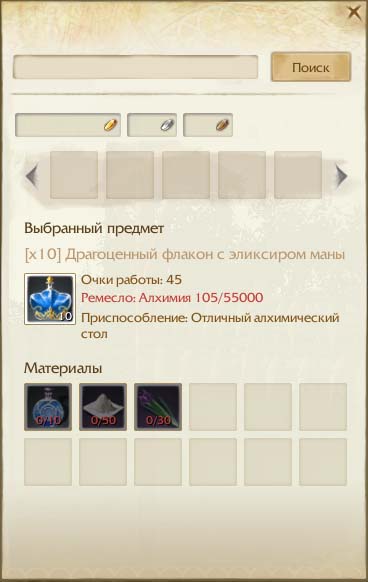 Поиск
Выбранный предмет
[x10] Драгоценный флакон с эликсиром маны
10
Очки работы: 45
Ремесло: Алхимия 105/55000
Приспособление: Отличный алхимический
стол
Материалы
0/10 0/50 0/30